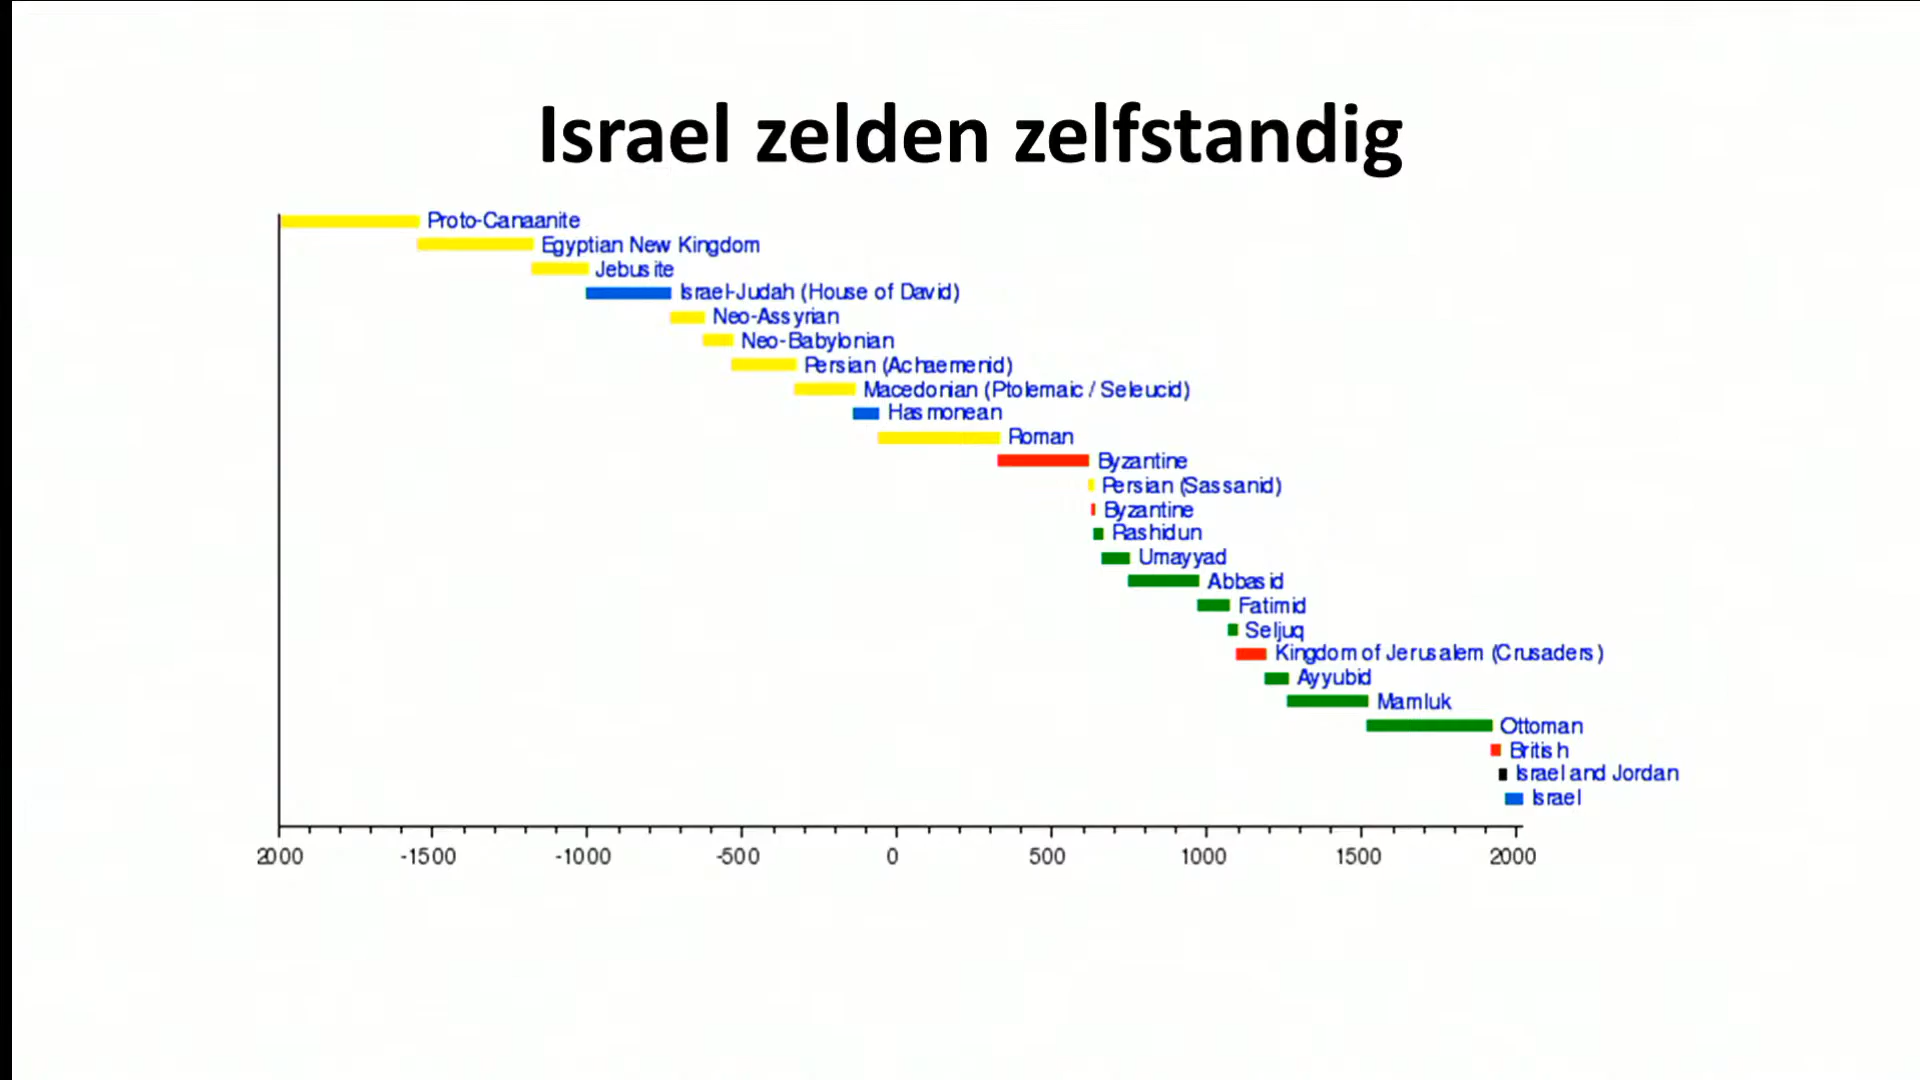 Israel zelden zelfstandig
Proto-Canaanite
Egyptian New Kingdom
Jebusite
Israel-Judah (House of David)
Neo-Assyrian
Neo-Babylonian
Persian (Achaemenid)
Macedonian (Ptolemaic / Seleucid)
Hasmonean
Roman
Byzantine
Persian (Sassanid)
Byzantine
Rashidun
Umayyad
Abbasid
Fatimid
Seljuq
Kingdom of Jerusalem (Crusaders)
Ayyubid
Mamluk
Ottoman
British
Israel and Jordan
Israel
2000 -1500 -1000 -500 0 500 1000 1500 2000